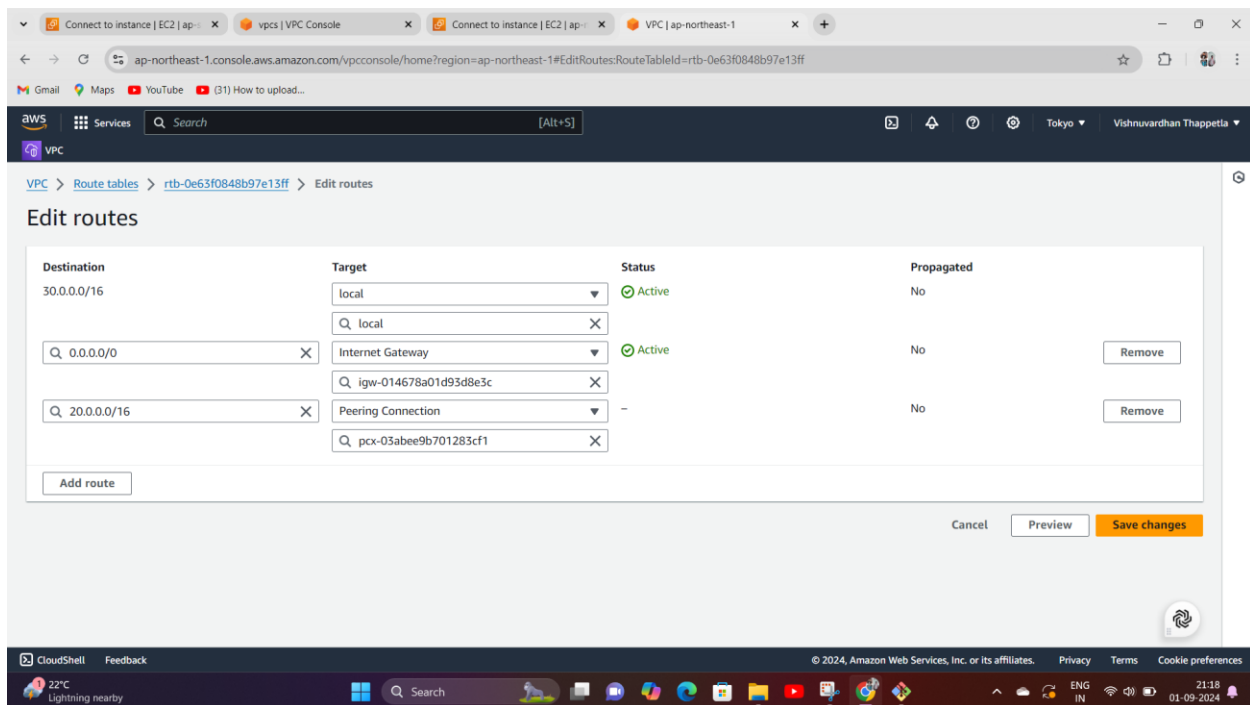 Connect to instance | EC2 | ap-s
vpcs | VPC Console
Connect to instance | EC2 | ap-n
VPC | ap-northeast-1
ap-northeast-1.console.aws.amazon.com/vpcconsole/home?region=ap-northeast-1#EditRoutes:RouteTableId=rtb-0e63f0848b97e13ff
Gmail Maps YouTube (31) How to upload...
aws Services Search [Alt+S] Tokyo Vishnuvardhan Thappetla
VPC
VPC > Route tables > rtb-0e63f0848b97e13ff > Edit routes
Edit routes
Destination Target Status Propagated
30.0.0.0/16 local Active No
local
0.0.0.0/0 Internet Gateway Active No Remove
igw-014678a01d93d8e3c
20.0.0.0/16 Peering Connection – No Remove
pcx-03abee9b701283cf1
Add route
Cancel Preview Save changes
CloudShell Feedback © 2024, Amazon Web Services, Inc. or its affiliates. Privacy Terms Cookie preferences
1 22°C Search ENG 21:18
Lightning nearby IN 01-09-2024